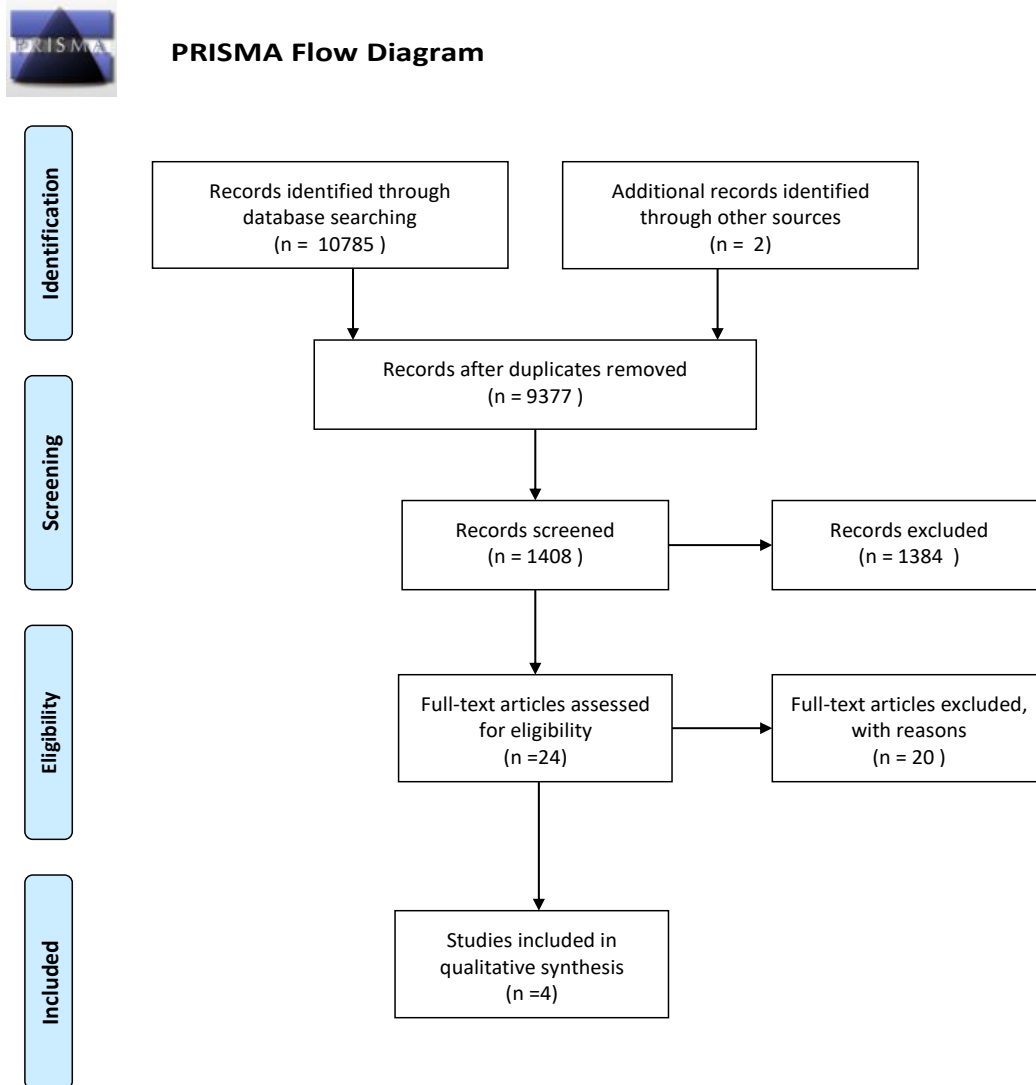 PRISMA
PRISMA Flow Diagram
Identification
Records identified through
database searching
(n = 10785 )
Additional records identified
through other sources
(n = 2)
Records after duplicates removed
(n = 9377 )
Screening
Records screened
(n = 1408 )
Records excluded
(n = 1384 )
Eligibility
Full-text articles assessed
for eligibility
(n =24)
Full-text articles excluded,
with reasons
(n = 20 )
Included
Studies included in
qualitative synthesis
(n =4)